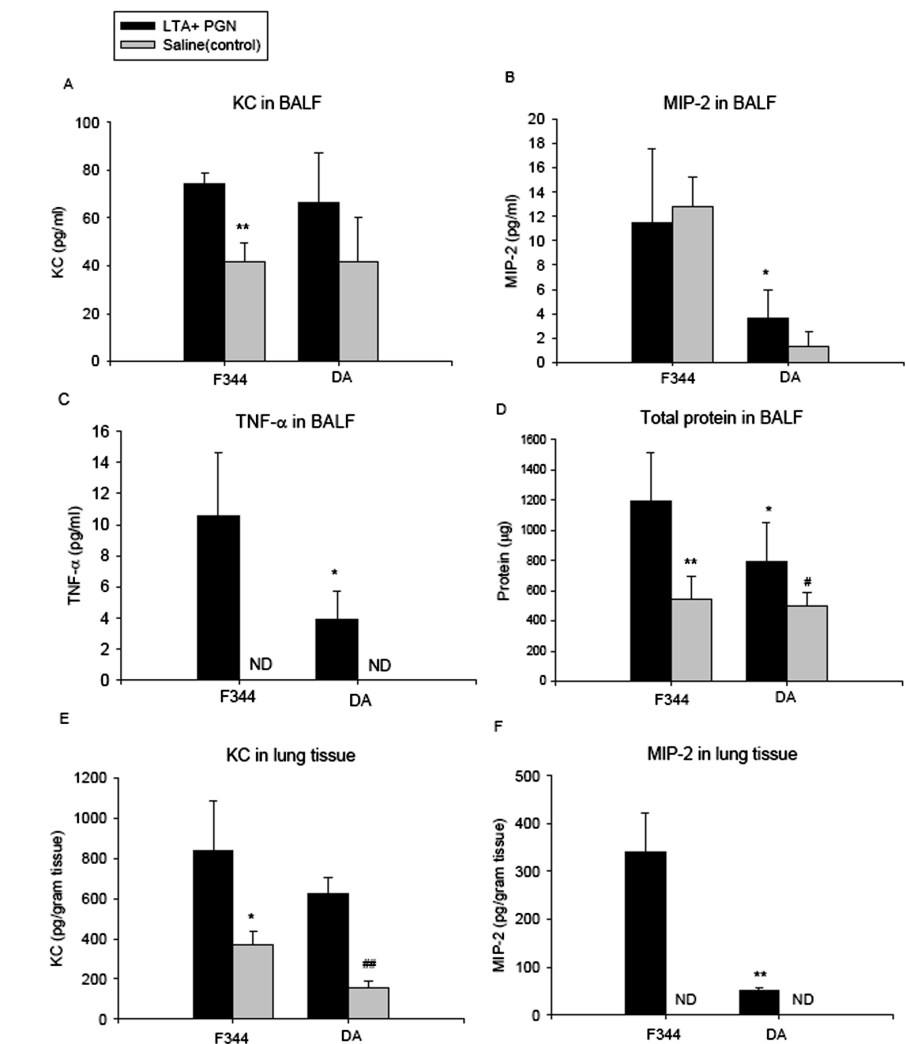 LTA+ PGN
Saline(control)
A
KC in BALF
KC (pg/ml)
100
80
60
40
20
0
**
F344
DA
B
MIP-2 in BALF
MIP-2 (pg/ml)
20
18
16
14
12
10
8
6
4
2
0
*
F344
DA
C
TNF-α in BALF
TNF-α (pg/ml)
16
14
12
10
8
6
4
2
0
ND
*
ND
F344
DA
D
Total protein in BALF
Protein (µg)
1600
1400
1200
1000
800
600
400
200
0
**
*
#
F344
DA
E
KC in lung tissue
KC (pg/gram tissue)
1200
1000
800
600
400
200
0
*
##
F344
DA
F
MIP-2 in lung tissue
MIP-2 (pg/gram tissue)
500
400
300
200
100
0
ND
**
ND
F344
DA